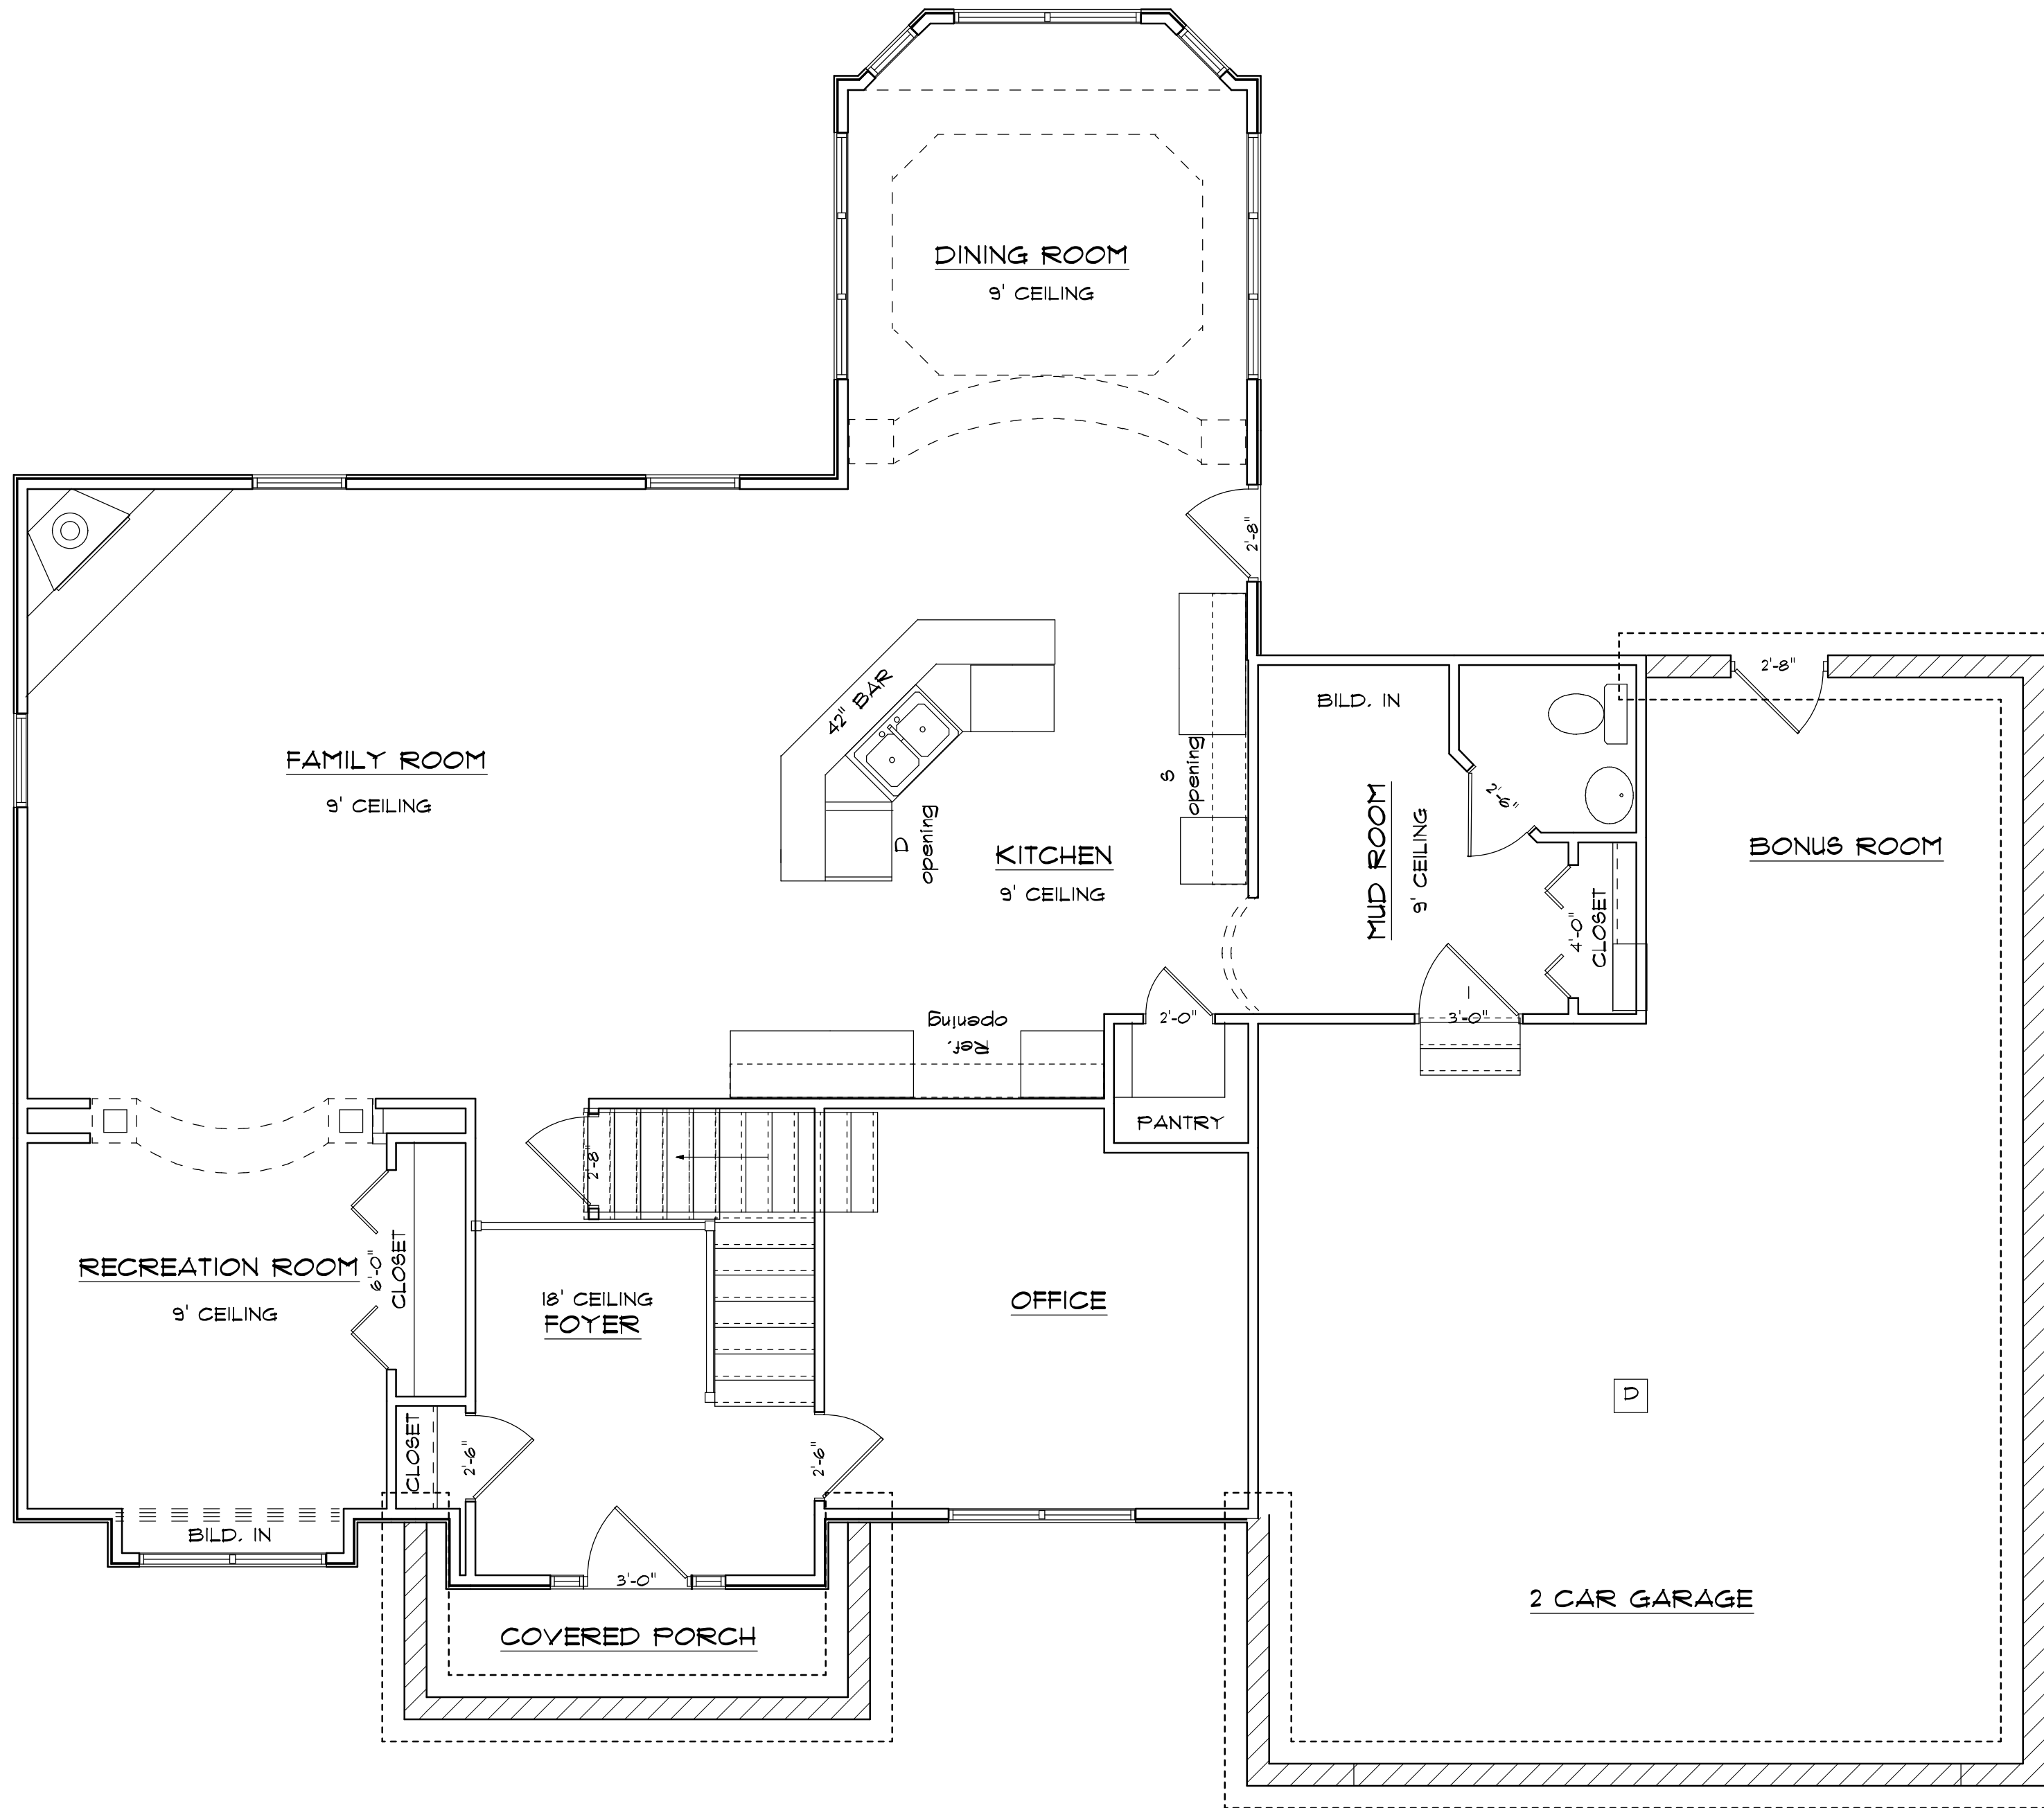 DINING ROOM
9' CEILING
2'-8"
2'-8"
42" BAR
BILD. IN
FAMILY ROOM
9' CEILING
S
opening
2'-6"
D
opening
KITCHEN
9' CEILING
MUD ROOM
9' CEILING
BONUS ROOM
4'-0"
CLOSET
Ref.
opening
2'-0"
3'-0"
PANTRY
2'-8"
RECREATION ROOM
9' CEILING
6'-0"
CLOSET
18' CEILING
FOYER
OFFICE
D
CLOSET
2'-6"
2'-6"
BILD. IN
3'-0"
2 CAR GARAGE
COVERED PORCH